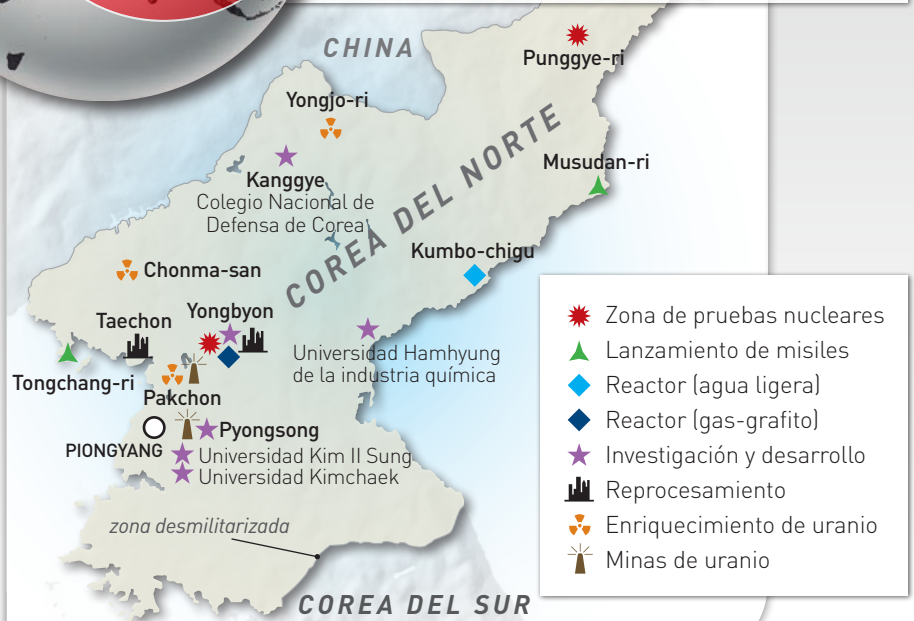 CHINA
Punggye-ri
Yongjo-ri
Musudan-ri
Kanggye
Colegio Nacional de
Defensa de Corea
COREA DEL NORTE
Kumbo-chigu
Chonma-san
Yongbyon
Taechon
Universidad Hamhyung
de la industria química
Tongchang-ri
Pakchon
PIONGYANG
Pyongsong
Universidad Kim Il Sung
Universidad Kimchaek
zona desmilitarizada
COREA DEL SUR
Zona de pruebas nucleares
Lanzamiento de misiles
Reactor (agua ligera)
Reactor (gas-grafito)
Investigación y desarrollo
Reprocesamiento
Enriquecimiento de uranio
Minas de uranio